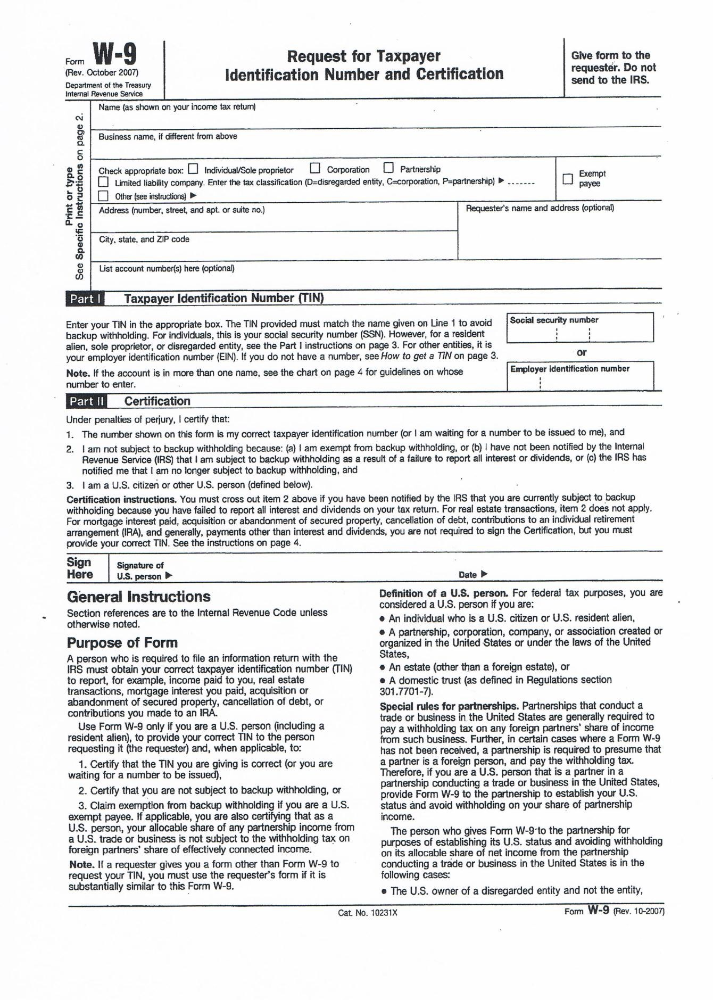 Form W-9
(Rev. October 2007)
Department of the Treasury
Internal Revenue Service
Request for Taxpayer
Identification Number and Certification
Give form to the
requester. Do not
send to the IRS.
Print or type
See Specific Instructions on page 2.
Name (as shown on your income tax return)
Business name, if different from above
Check appropriate box: Individual/Sole proprietor Corporation Partnership
Limited liability company. Enter the tax classification (D=disregarded entity, C=corporation, P=partnership) ▶ .......
Other (see instructions) ▶
Exempt
payee
Address (number, street, and apt. or suite no.)
Requester's name and address (optional)
City, state, and ZIP code
List account number(s) here (optional)
Part I Taxpayer Identification Number (TIN)
Enter your TIN in the appropriate box. The TIN provided must match the name given on Line 1 to avoid
backup withholding. For individuals, this is your social security number (SSN). However, for a resident
alien, sole proprietor, or disregarded entity, see the Part I instructions on page 3. For other entities, it is
your employer identification number (EIN). If you do not have a number, see How to get a TIN on page 3.
Note. If the account is in more than one name, see the chart on page 4 for guidelines on whose
number to enter.
Social security number
or
Employer identification number
Part II Certification
Under penalties of perjury, I certify that:
1. The number shown on this form is my correct taxpayer identification number (or I am waiting for a number to be issued to me), and
2. I am not subject to backup withholding because: (a) I am exempt from backup withholding, or (b) I have not been notified by the Internal
Revenue Service (IRS) that I am subject to backup withholding as a result of a failure to report all interest or dividends, or (c) the IRS has
notified me that I am no longer subject to backup withholding, and
3. I am a U.S. citizen or other U.S. person (defined below).
Certification instructions. You must cross out item 2 above if you have been notified by the IRS that you are currently subject to backup
withholding because you have failed to report all interest and dividends on your tax return. For real estate transactions, item 2 does not apply.
For mortgage interest paid, acquisition or abandonment of secured property, cancellation of debt, contributions to an individual retirement
arrangement (IRA), and generally, payments other than interest and dividends, you are not required to sign the Certification, but you must
provide your correct TIN. See the instructions on page 4.
Sign
Here
Signature of
U.S. person ▶
Date ▶
General Instructions
Section references are to the Internal Revenue Code unless
otherwise noted.
Purpose of Form
A person who is required to file an information return with the
IRS must obtain your correct taxpayer identification number (TIN)
to report, for example, income paid to you, real estate
transactions, mortgage interest you paid, acquisition or
abandonment of secured property, cancellation of debt, or
contributions you made to an IRA.
Use Form W-9 only if you are a U.S. person (including a
resident alien), to provide your correct TIN to the person
requesting it (the requester) and, when applicable, to:
1. Certify that the TIN you are giving is correct (or you are
waiting for a number to be issued),
2. Certify that you are not subject to backup withholding, or
3. Claim exemption from backup withholding if you are a U.S.
exempt payee. If applicable, you are also certifying that as a
U.S. person, your allocable share of any partnership income from
a U.S. trade or business is not subject to the withholding tax on
foreign partners' share of effectively connected income.
Note. If a requester gives you a form other than Form W-9 to
request your TIN, you must use the requester's form if it is
substantially similar to this Form W-9.
Definition of a U.S. person. For federal tax purposes, you are
considered a U.S. person if you are:
● An individual who is a U.S. citizen or U.S. resident alien,
● A partnership, corporation, company, or association created or
organized in the United States or under the laws of the United
States,
● An estate (other than a foreign estate), or
● A domestic trust (as defined in Regulations section
301.7701-7).
Special rules for partnerships. Partnerships that conduct a
trade or business in the United States are generally required to
pay a withholding tax on any foreign partners' share of income
from such business. Further, in certain cases where a Form W-9
has not been received, a partnership is required to presume that
a partner is a foreign person, and pay the withholding tax.
Therefore, if you are a U.S. person that is a partner in a
partnership conducting a trade or business in the United States,
provide Form W-9 to the partnership to establish your U.S.
status and avoid withholding on your share of partnership
income.
The person who gives Form W-9 to the partnership for
purposes of establishing its U.S. status and avoiding withholding
on its allocable share of net income from the partnership
conducting a trade or business in the United States is in the
following cases:
● The U.S. owner of a disregarded entity and not the entity,
Cat. No. 10231X
Form W-9 (Rev. 10-2007)